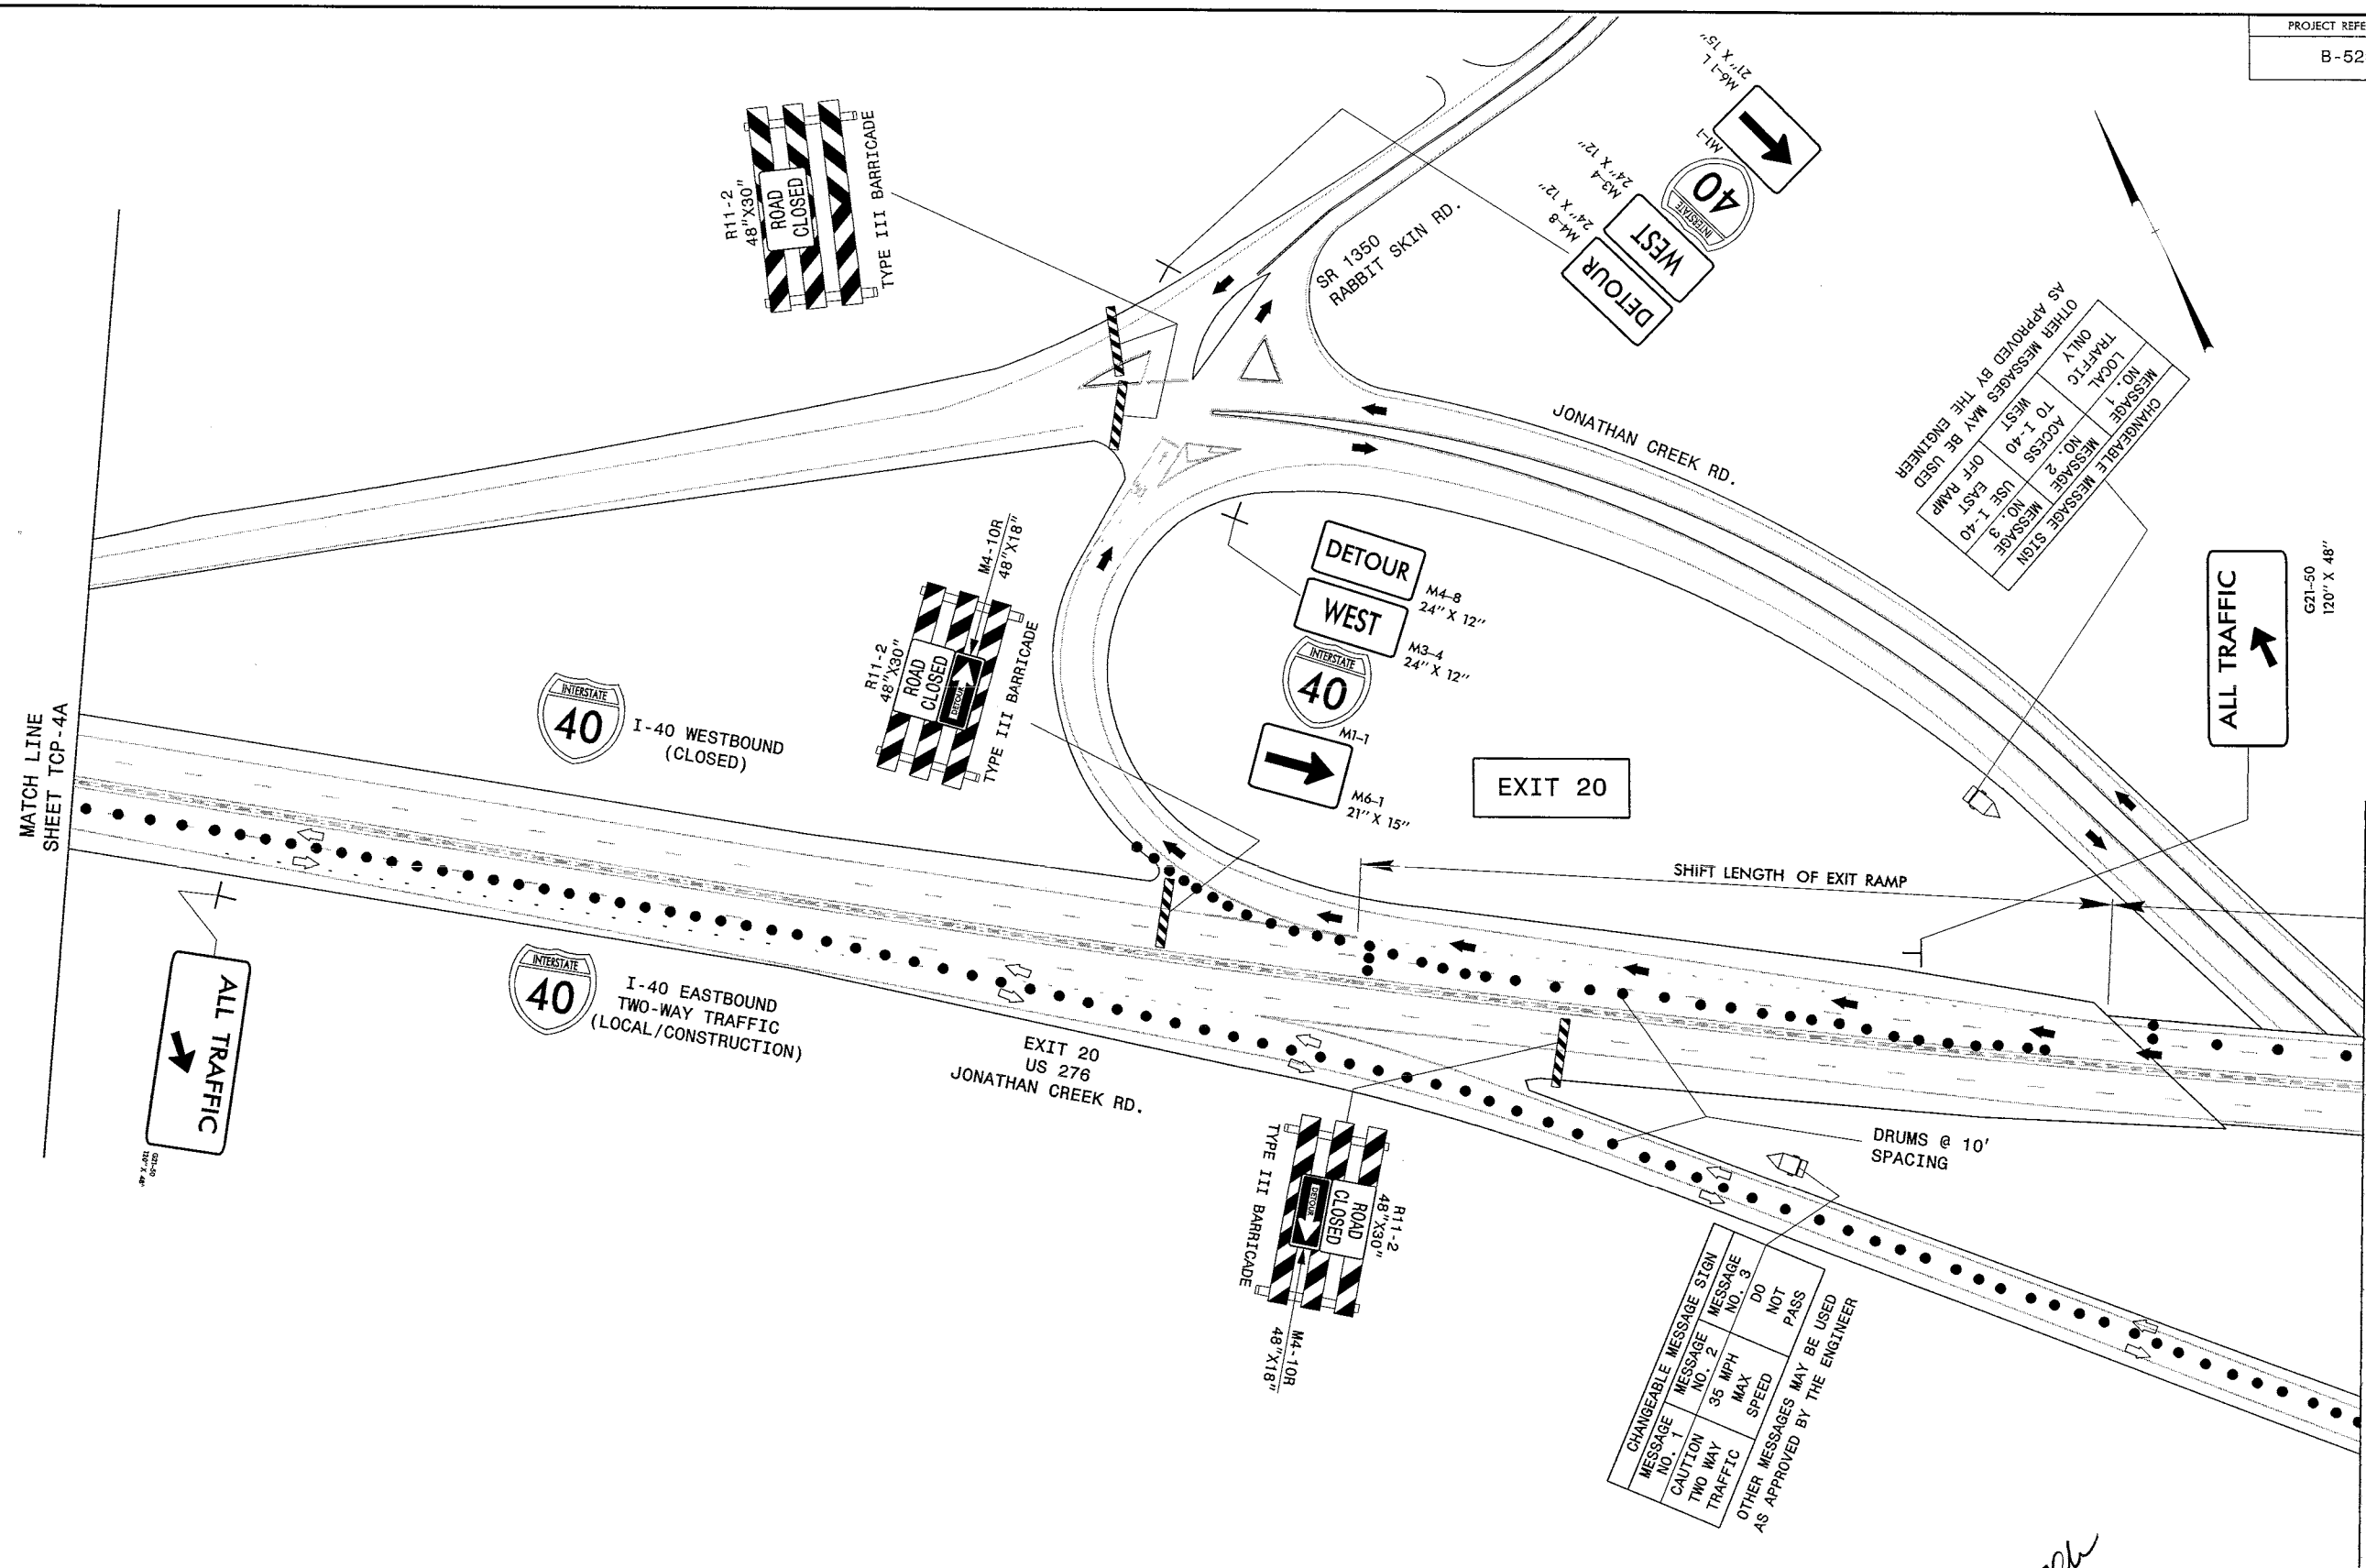 PROJECT REFE
B-52
R11-2
48"X30"
ROAD
CLOSED
TYPE III BARRICADE
M6-1 L
21" X 15"
M1-1
INTERSTATE
40
M3-4
24" X 12"
WEST
M4-8
24" X 12"
DETOUR
SR 1350
RABBIT SKIN RD.
JONATHAN CREEK RD.
CHANGEABLE MESSAGE SIGN
MESSAGE NO. 1
MESSAGE NO. 2
MESSAGE NO. 3
LOCAL TRAFFIC ONLY
ACCESS TO I-40 WEST
USE I-40 EAST OFF RAMP
OTHER MESSAGES MAY BE USED
AS APPROVED BY THE ENGINEER
ALL TRAFFIC
G21-50
120" X 48"
M4-10R
48"X18"
R11-2
48"X30"
ROAD
CLOSED
DETOUR
TYPE III BARRICADE
DETOUR
M4-8
24" X 12"
WEST
M3-4
24" X 12"
INTERSTATE
40
M1-1
M6-1
21" X 15"
EXIT 20
SHIFT LENGTH OF EXIT RAMP
MATCH LINE
SHEET TCP-4A
INTERSTATE
40
I-40 WESTBOUND
(CLOSED)
INTERSTATE
40
I-40 EASTBOUND
TWO-WAY TRAFFIC
(LOCAL/CONSTRUCTION)
ALL TRAFFIC
G21-50
120" X 48"
EXIT 20
US 276
JONATHAN CREEK RD.
TYPE III BARRICADE
DETOUR
ROAD
CLOSED
R11-2
48"X30"
M4-10R
48"X18"
DRUMS @ 10'
SPACING
CHANGEABLE MESSAGE SIGN
MESSAGE NO. 1
MESSAGE NO. 2
MESSAGE NO. 3
CAUTION TWO WAY TRAFFIC
35 MPH MAX SPEED
DO NOT PASS
OTHER MESSAGES MAY BE USED
AS APPROVED BY THE ENGINEER